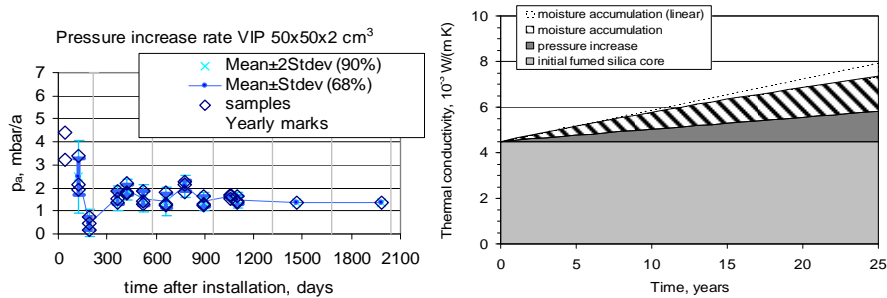 Pressure increase rate VIP 50x50x2 cm³
Mean±2Stdev (90%)
Mean±Stdev (68%)
samples
Yearly marks
7
6
5
4
3
2
1
0
pa, mbar/a
0 300 600 900 1200 1500 1800 2100
time after installation, days
moisture accumulation (linear)
moisture accumulation
pressure increase
initial fumed silica core
10
8
6
4
2
0
Thermal conductivity, 10⁻³ W/(m K)
0 5 10 15 20 25
Time, years